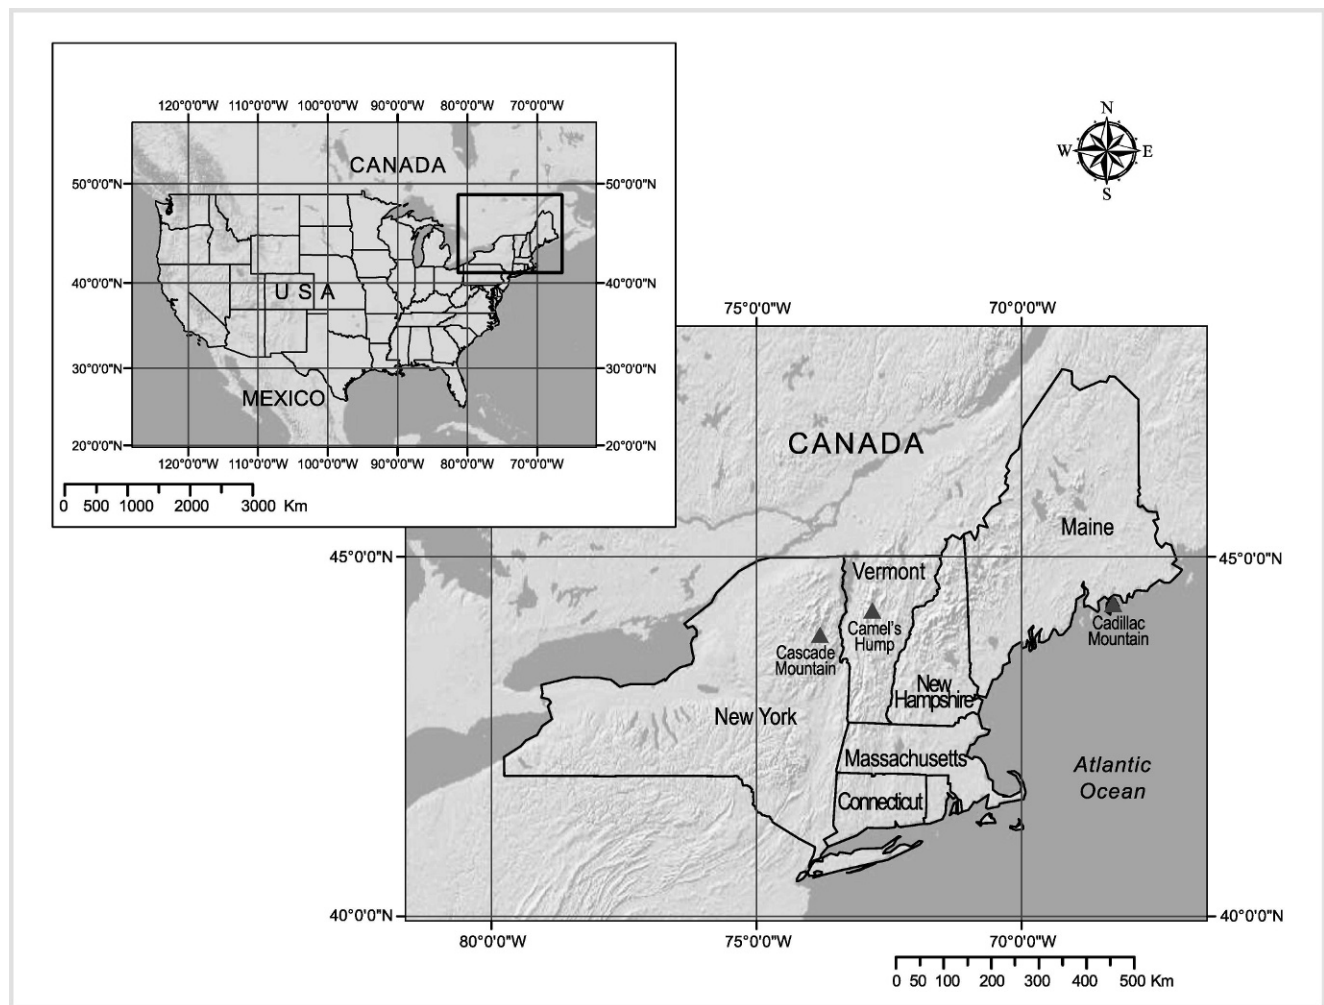 120°0'0"W 110°0'0"W 100°0'0"W 90°0'0"W 80°0'0"W 70°0'0"W
CANADA
50°0'0"N 50°0'0"N
40°0'0"N 40°0'0"N
U S A
30°0'0"N 30°0'0"N
MEXICO
20°0'0"N 20°0'0"N
120°0'0"W 110°0'0"W 100°0'0"W 90°0'0"W 80°0'0"W 70°0'0"W
0 500 1000 2000 3000 Km
N
W E
S
75°0'0"W 70°0'0"W
CANADA
Maine
45°0'0"N 45°0'0"N
Vermont
Camel's
Hump
Cadillac
Mountain
Cascade
Mountain
New
Hampshire
New York
Massachusetts
Atlantic
Ocean
Connecticut
40°0'0"N 40°0'0"N
80°0'0"W 75°0'0"W 70°0'0"W
0 50 100 200 300 400 500 Km